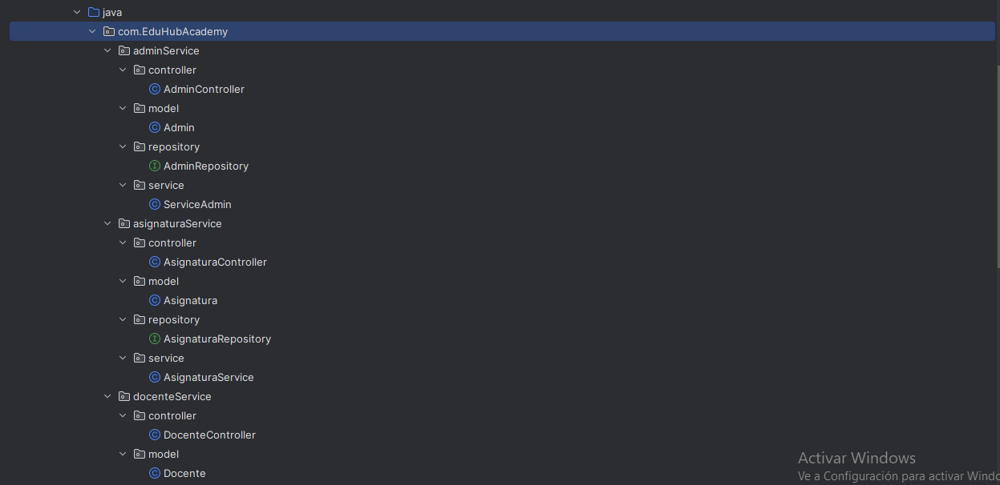 java
com.EduHubAcademy
adminService
controller
AdminController
model
Admin
repository
AdminRepository
service
ServiceAdmin
asignaturaService
controller
AsignaturaController
model
Asignatura
repository
AsignaturaRepository
service
AsignaturaService
docenteService
controller
DocenteController
model
Docente
Activar Windows
Ve a Configuración para activar Windo